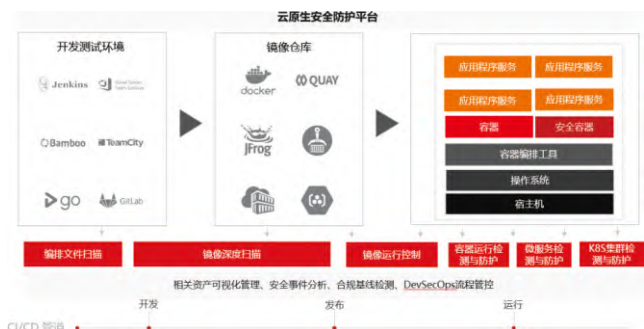 云原生安全防护平台
开发测试环境
镜像仓库
Jenkins
Bamboo
TeamCity
go
GitLab
docker
QUAY
JFrog
应用程序服务
应用程序服务
应用程序服务
应用程序服务
容器
安全容器
容器编排工具
操作系统
宿主机
编排文件扫描
镜像深度扫描
镜像运行控制
容器运行检
测与防护
微服务检
测与防护
K8S集群检
测与防护
相关资产可视化管理、安全事件分析、合规基线检测、DevSecOps流程管控
开发
发布
运行
CI/CD 管道